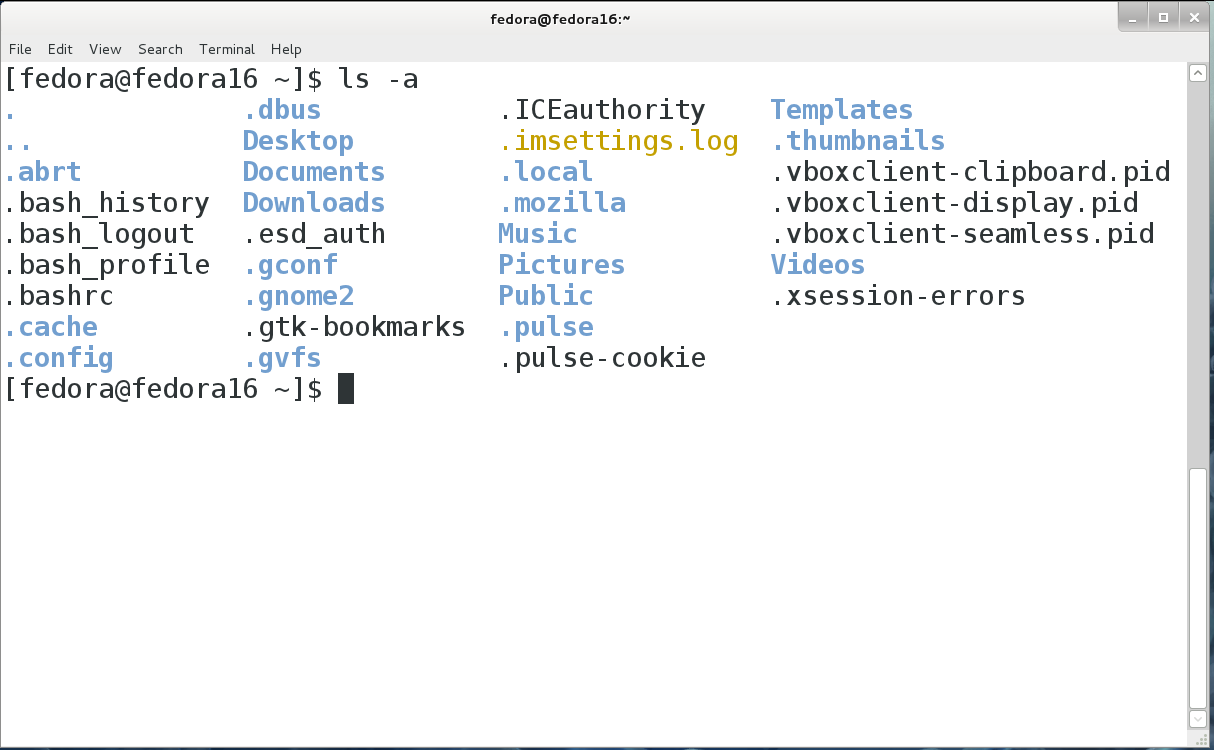 fedora@fedora16:~
File Edit View Search Terminal Help
[fedora@fedora16 ~]$ ls -a
. .dbus .ICEauthority Templates
.. Desktop .imsettings.log .thumbnails
.abrt Documents .local .vboxclient-clipboard.pid
.bash_history Downloads .mozilla .vboxclient-display.pid
.bash_logout .esd_auth Music .vboxclient-seamless.pid
.bash_profile .gconf Pictures Videos
.bashrc .gnome2 Public .xsession-errors
.cache .gtk-bookmarks .pulse
.config .gvfs .pulse-cookie
[fedora@fedora16 ~]$